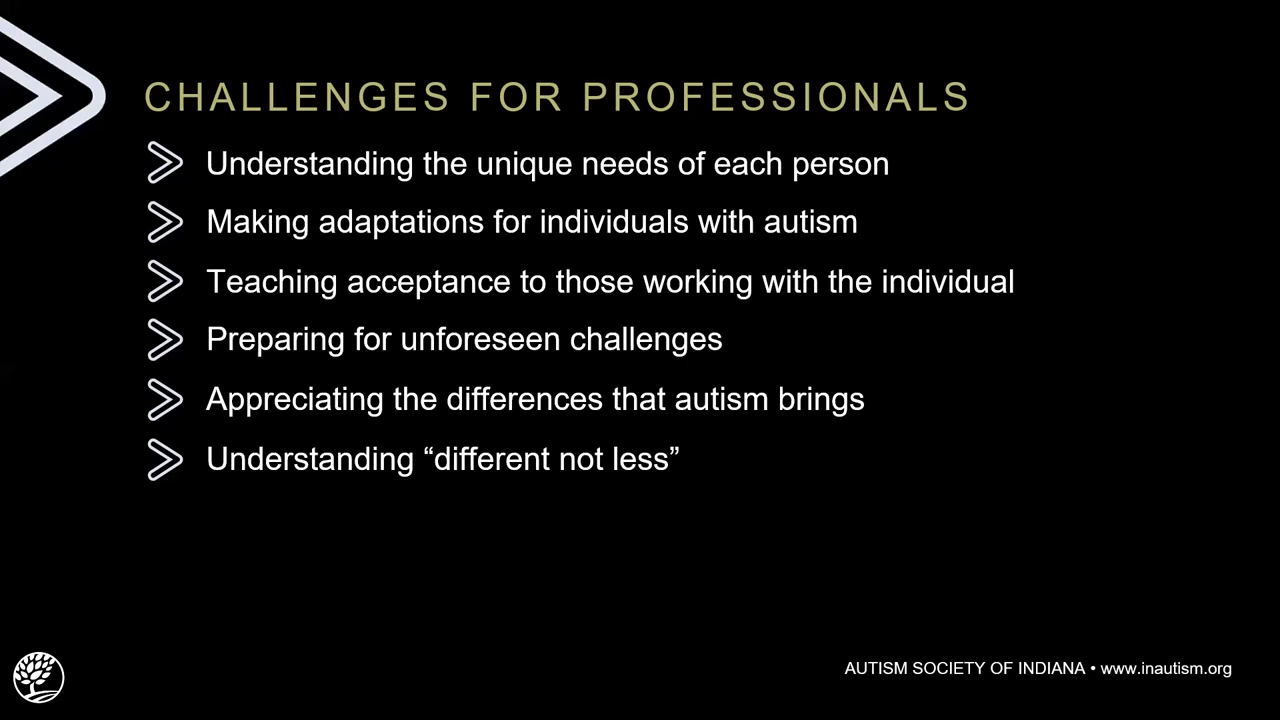 CHALLENGES FOR PROFESSIONALS
Understanding the unique needs of each person
Making adaptations for individuals with autism
Teaching acceptance to those working with the individual
Preparing for unforeseen challenges
Appreciating the differences that autism brings
Understanding “different not less”
AUTISM SOCIETY OF INDIANA • www.inautism.org